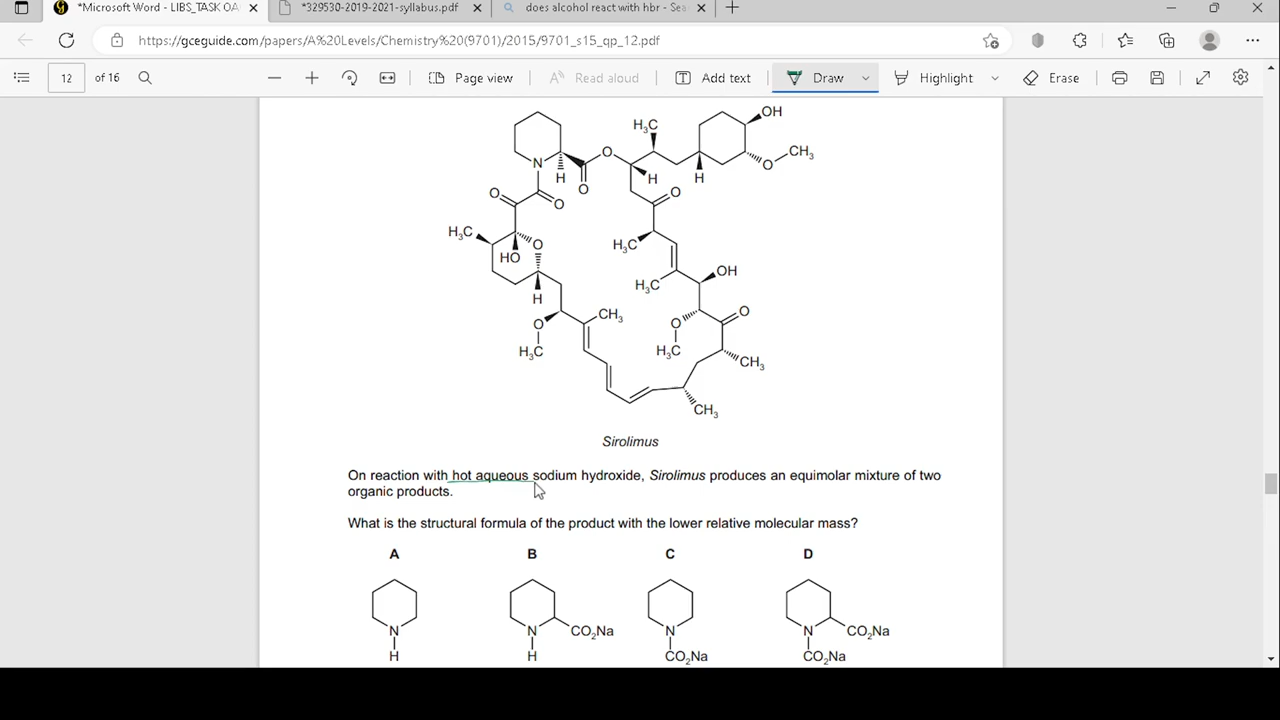 *Microsoft Word - LIBS_TASK OA
*329530-2019-2021-syllabus.pdf
does alcohol react with hbr - Sea
https://gceguide.com/papers/A%20Levels/Chemistry%20(9701)/2015/9701_s15_qp_12.pdf
12 of 16
Page view
Read aloud
Add text
Draw
Highlight
Erase
OH
H₃C
O
CH₃
O
N
H
O
H
H
O
O
O
H₃C
O
HO
H₃C
H₃C
OH
H
O
CH₃
O
O
H₃C
H₃C
CH₃
CH₃
Sirolimus
On reaction with hot aqueous sodium hydroxide, Sirolimus produces an equimolar mixture of two
organic products.
What is the structural formula of the product with the lower relative molecular mass?
A B C D
N N CO₂Na N N CO₂Na
H H CO₂Na CO₂Na